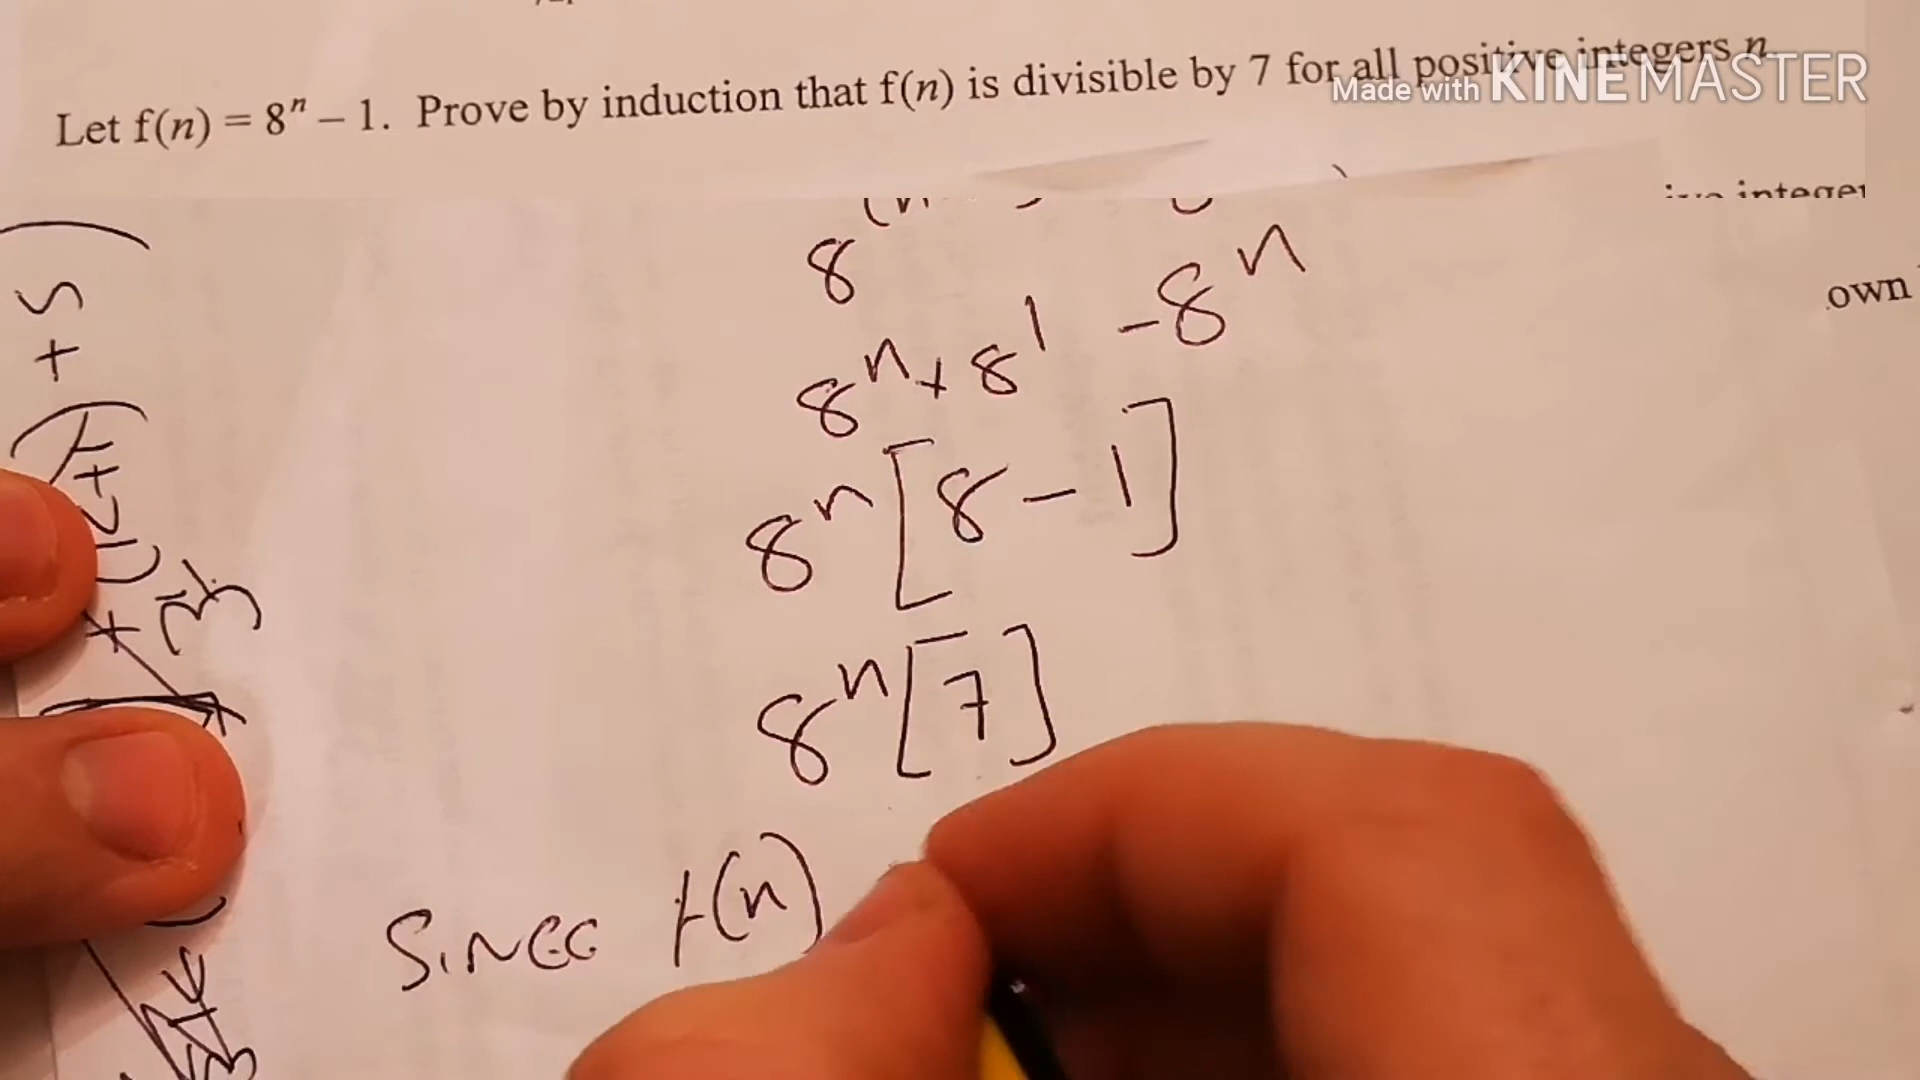 Let f(n) = 8ⁿ – 1. Prove by induction that f(n) is divisible by 7 for all positive integers n
Made with KINEMASTER
integer
own
8
8ⁿ + 8¹ - 8ⁿ
8ⁿ[8 - 1]
8ⁿ[7]
SINCE f(n)